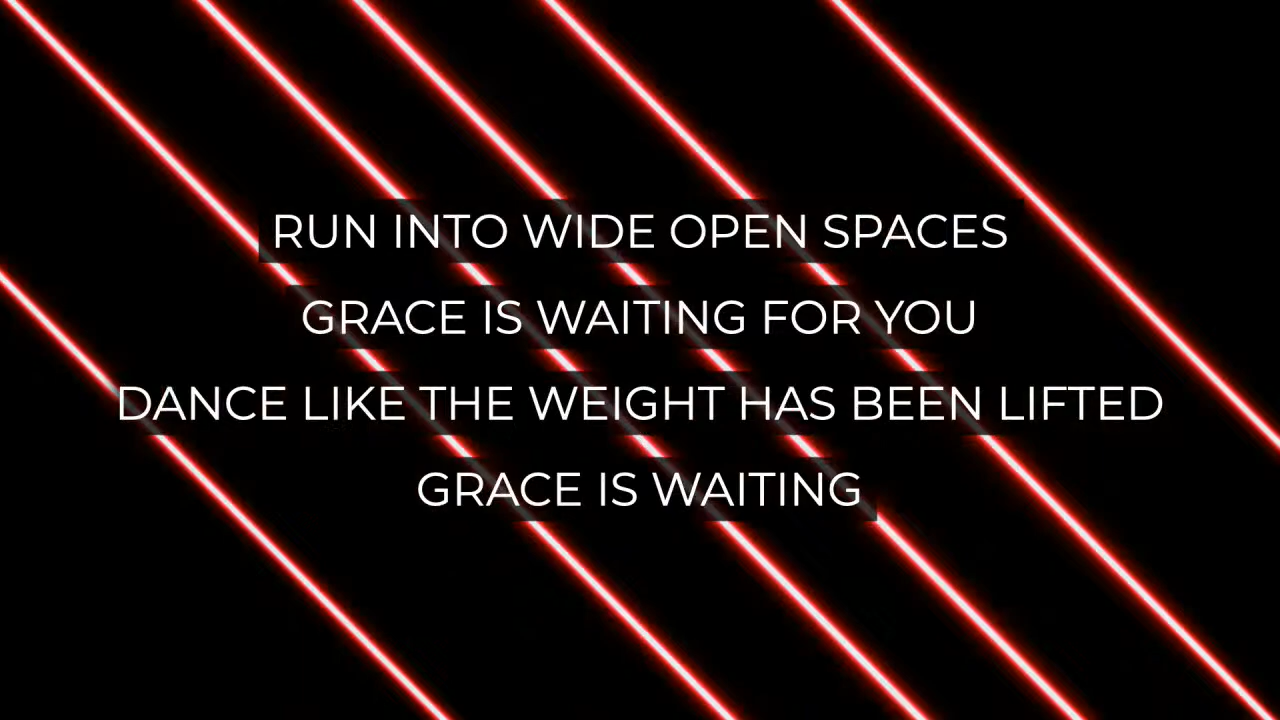 RUN INTO WIDE OPEN SPACES
GRACE IS WAITING FOR YOU
DANCE LIKE THE WEIGHT HAS BEEN LIFTED
GRACE IS WAITING